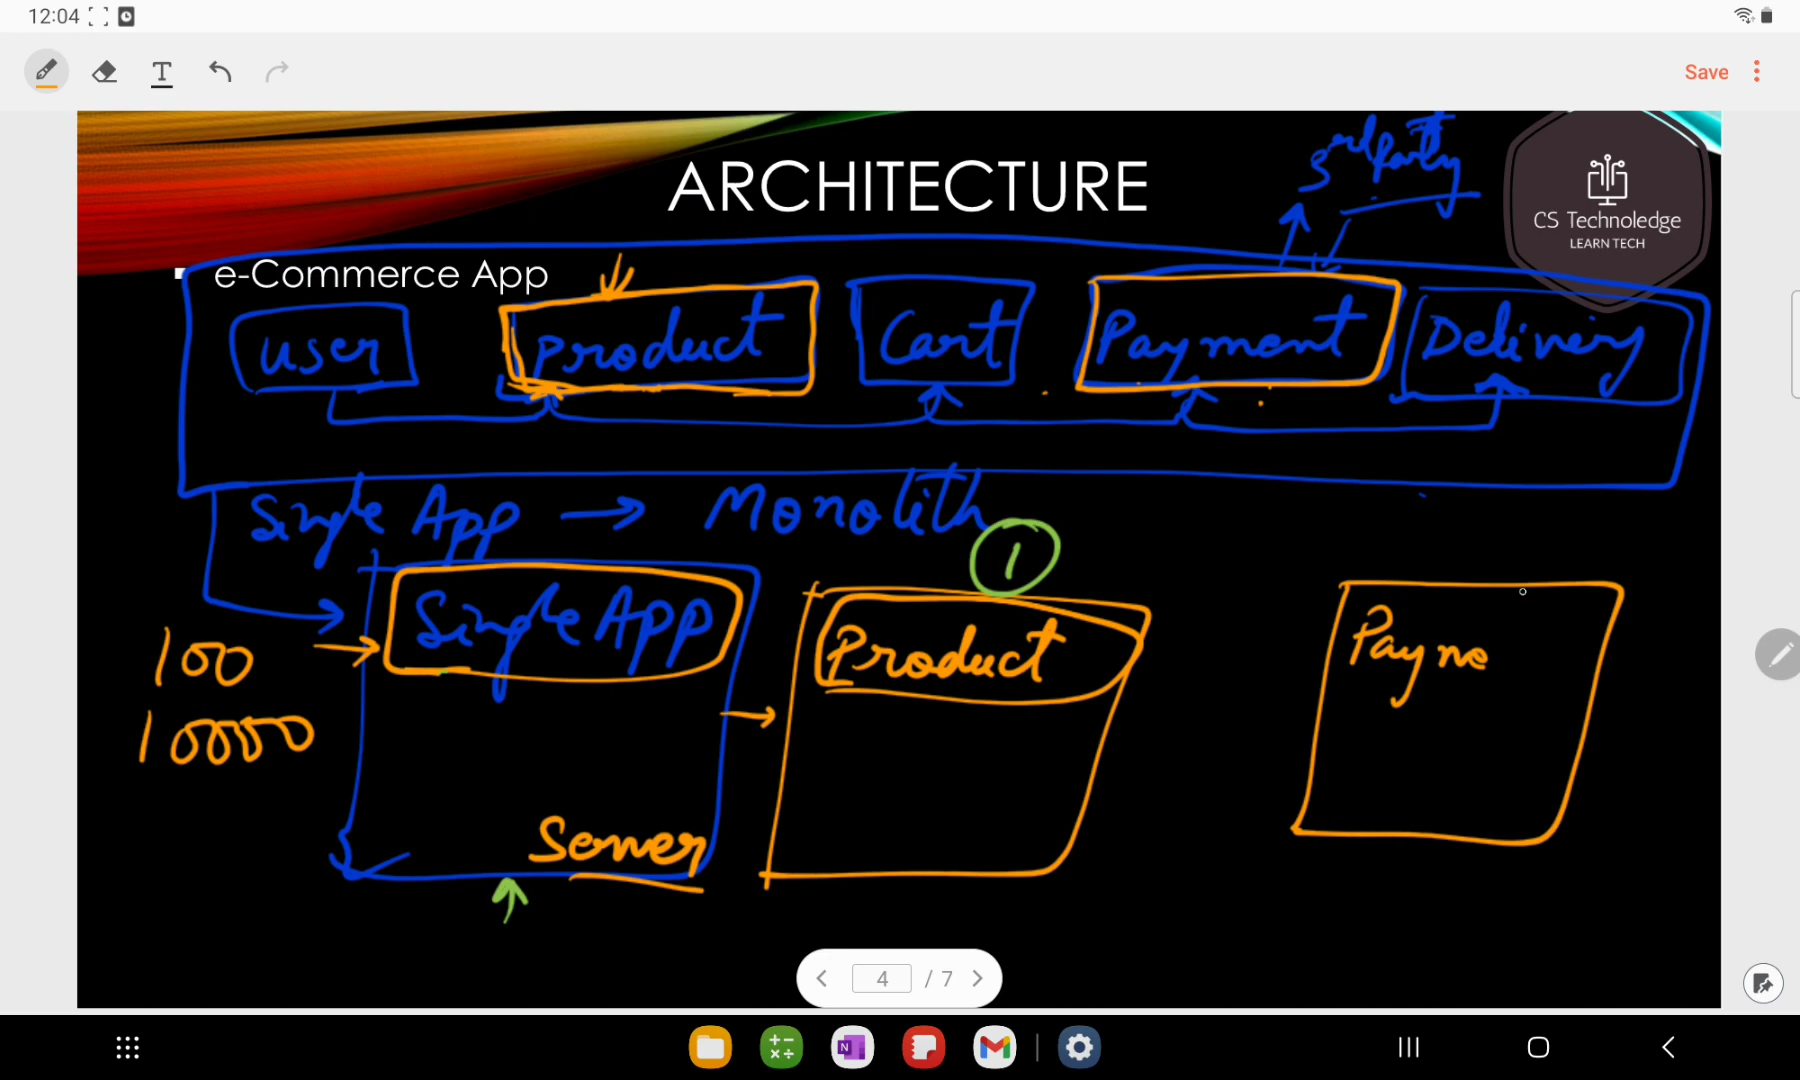 12:04
T
Save
3rd Party
ARCHITECTURE
CS Technoledge
LEARN TECH
e-Commerce App
user
Product
Cart
Payment
Delivery
Single App → Monolith
1
Single App
Product
Payme
100
10000
Server
4 / 7
N